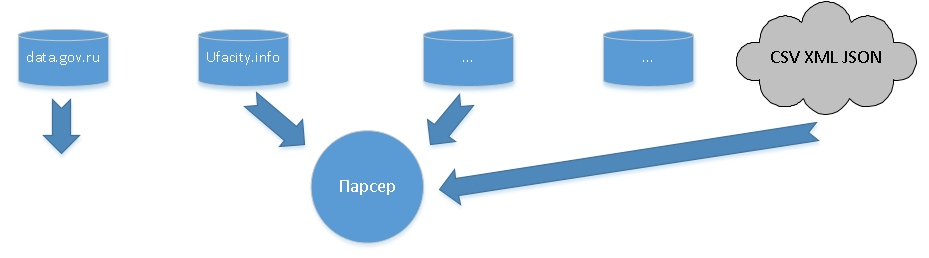 data.gov.ru
Ufacity.info
...
...
CSV XML JSON
Парсер